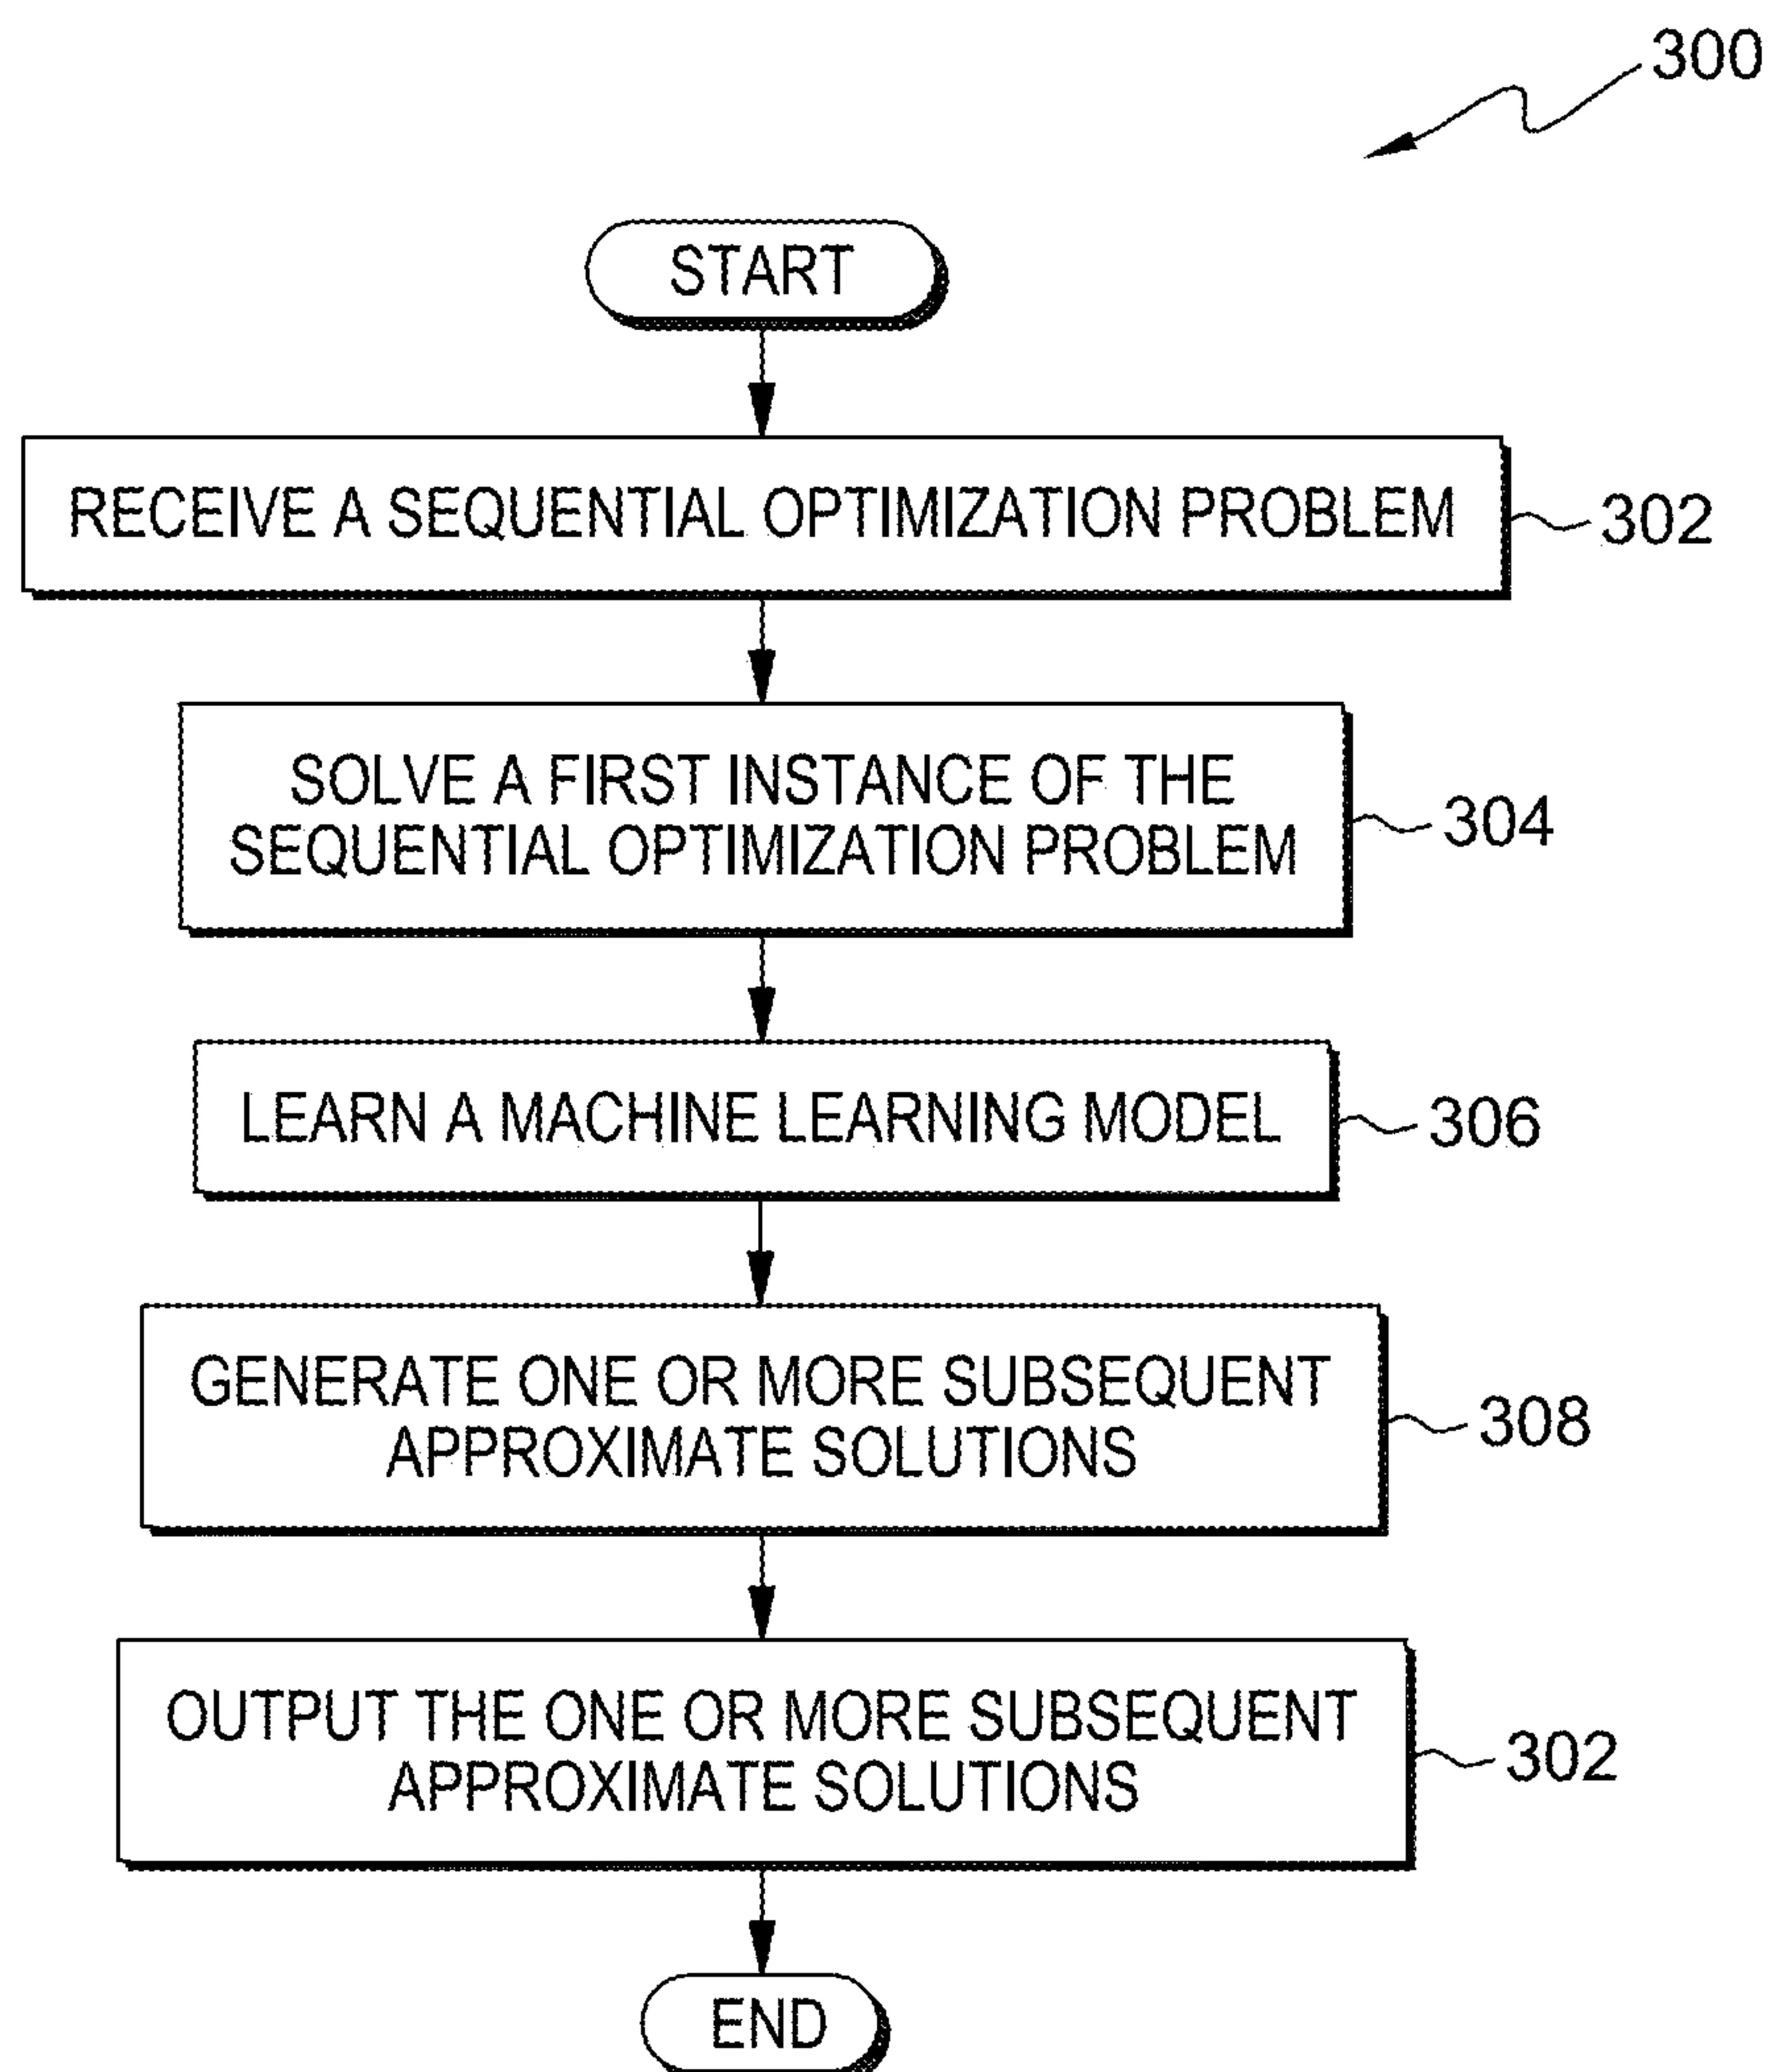 300
START
RECEIVE A SEQUENTIAL OPTIMIZATION PROBLEM
302
SOLVE A FIRST INSTANCE OF THE
SEQUENTIAL OPTIMIZATION PROBLEM
304
LEARN A MACHINE LEARNING MODEL
306
GENERATE ONE OR MORE SUBSEQUENT
APPROXIMATE SOLUTIONS
308
OUTPUT THE ONE OR MORE SUBSEQUENT
APPROXIMATE SOLUTIONS
302
END